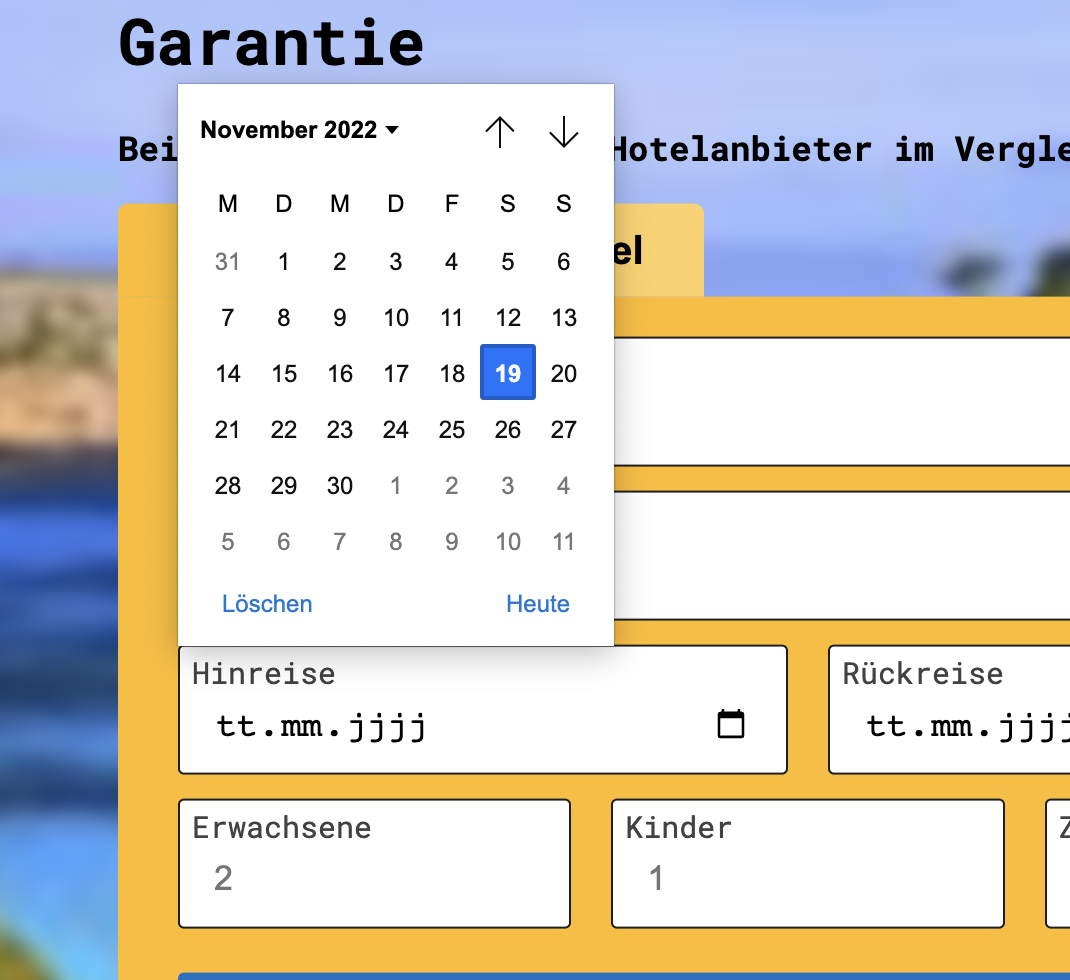 Garantie
Bei Hotelanbieter im Vergle
el
November 2022
M D M D F S S
31 1 2 3 4 5 6
7 8 9 10 11 12 13
14 15 16 17 18 19 20
21 22 23 24 25 26 27
28 29 30 1 2 3 4
5 6 7 8 9 10 11
Löschen Heute
Hinreise Rückreise
tt.mm.jjjj tt.mm.jjjj
Erwachsene Kinder Z
2 1